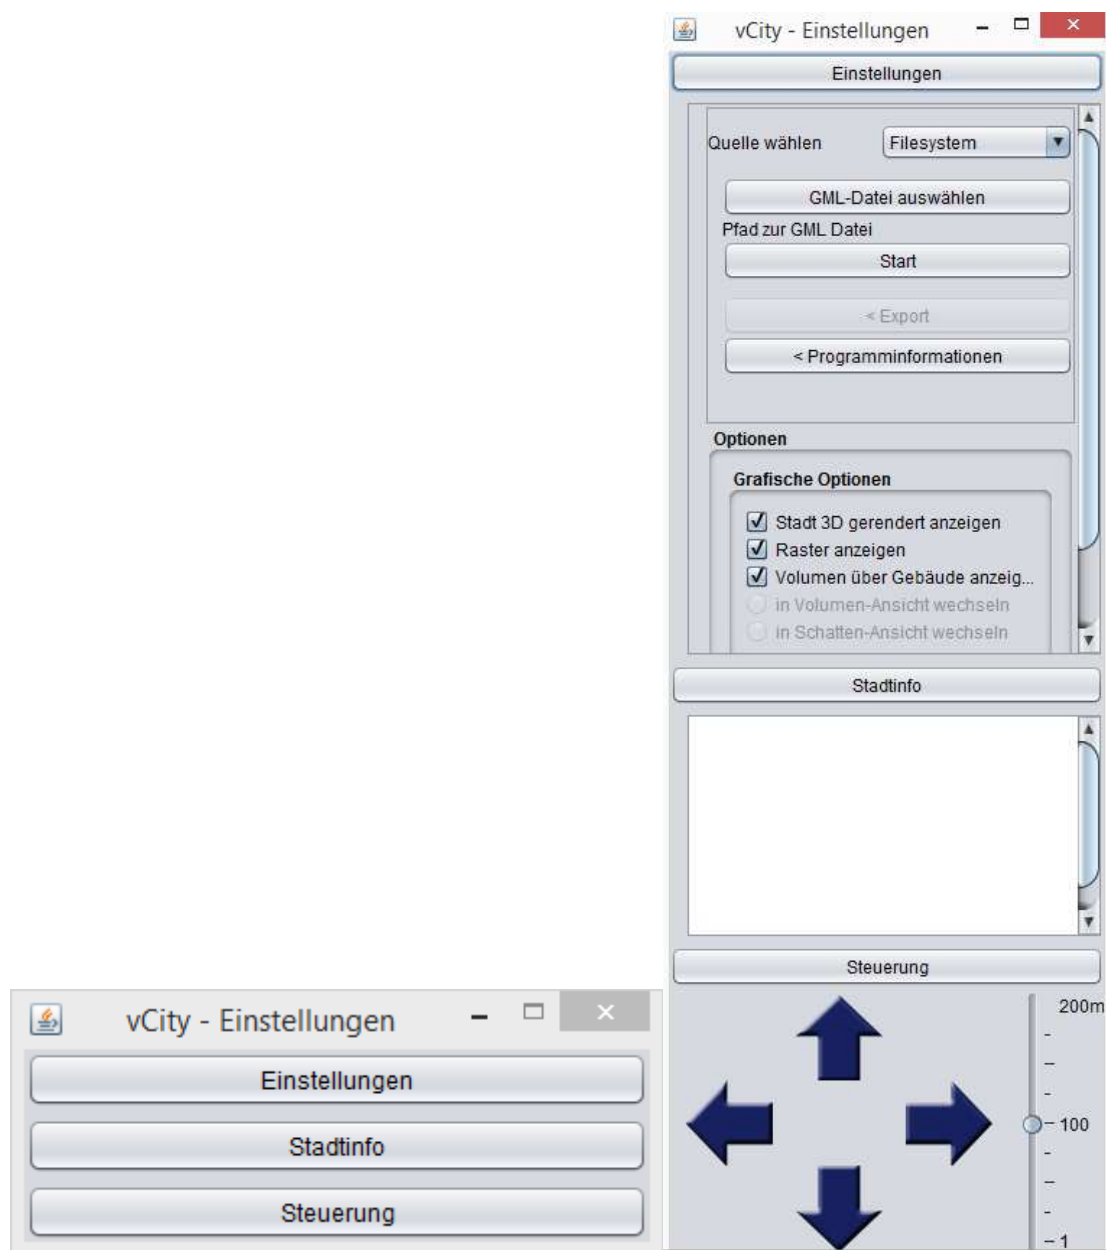 vCity - Einstellungen
Einstellungen
Quelle wählen Filesystem
GML-Datei auswählen
Pfad zur GML Datei
Start
< Export
< Programminformationen
Optionen
Grafische Optionen
Stadt 3D gerendert anzeigen
Raster anzeigen
Volumen über Gebäude anzeig...
in Volumen-Ansicht wechseln
in Schatten-Ansicht wechseln
Stadtinfo
Steuerung
200m
100
1
vCity - Einstellungen
Einstellungen
Stadtinfo
Steuerung